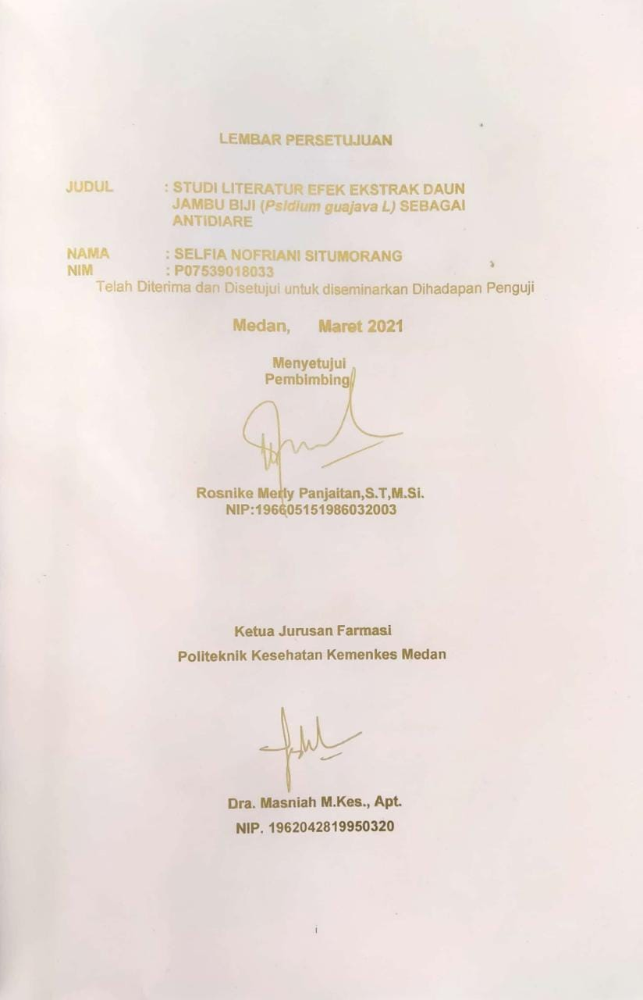 LEMBAR PERSETUJUAN
JUDUL : STUDI LITERATUR EFEK EKSTRAK DAUN
JAMBU BIJI (Psidium guajava L) SEBAGAI
ANTIDIARE
NAMA : SELFIA NOFRIANI SITUMORANG
NIM : P07539018033
Telah Diterima dan Disetujui untuk diseminarkan Dihadapan Penguji
Medan, Maret 2021
Menyetujui
Pembimbing
Rosnike Merly Panjaitan,S.T,M.Si.
NIP:196605151986032003
Ketua Jurusan Farmasi
Politeknik Kesehatan Kemenkes Medan
Dra. Masniah M.Kes., Apt.
NIP. 1962042819950320
i